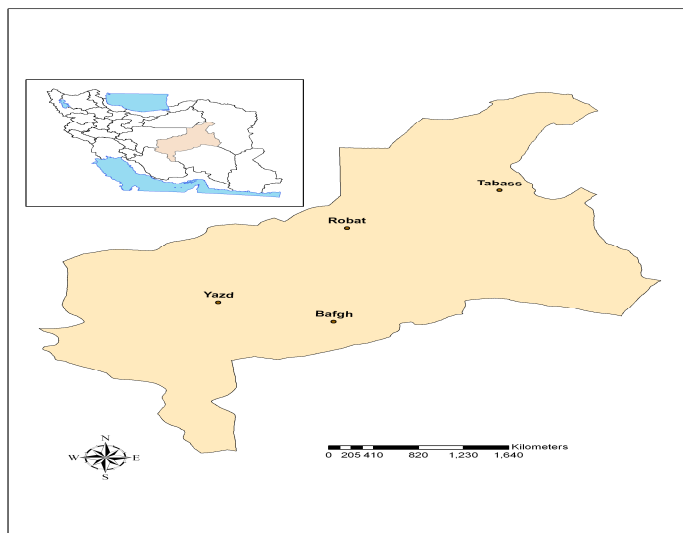 Tabass
Robat
Yazd
Bafgh
N
W E
S
Kilometers
0 205 410 820 1,230 1,640